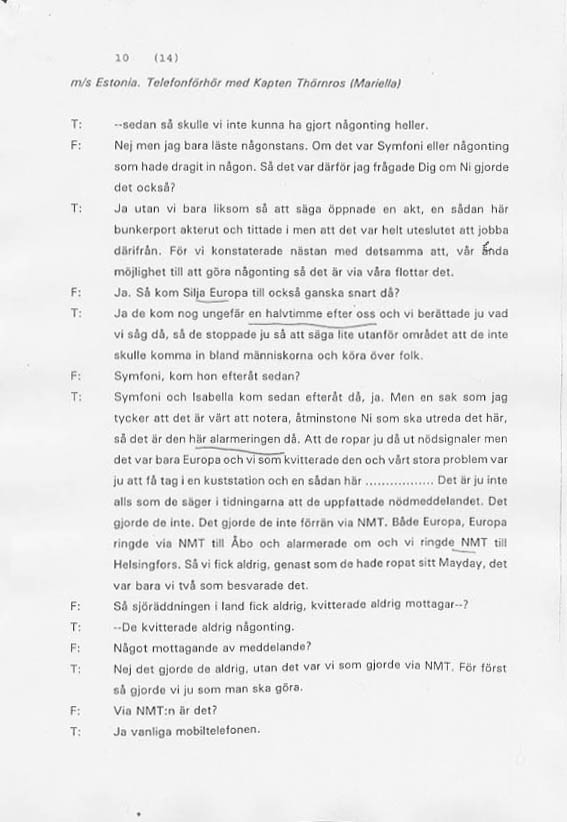 10 (14)
m/s Estonia. Telefonförhör med Kapten Thörnros (Mariella)
T: --sedan så skulle vi inte kunna ha gjort någonting heller.
F: Nej men jag bara läste någonstans. Om det var Symfoni eller någonting
som hade dragit in någon. Så det var därför jag frågade Dig om Ni gjorde
det också?
T: Ja utan vi bara liksom så att säga öppnade en akt, en sådan här
bunkerport akterut och tittade i men att det var helt uteslutet att jobba
därifrån. För vi konstaterade nästan med detsamma att, vår enda
möjlighet till att göra någonting så det är via våra flottar det.
F: Ja. Så kom Silja Europa till också ganska snart då?
T: Ja de kom nog ungefär en halvtimme efter oss och vi berättade ju vad
vi såg då, så de stoppade ju så att säga lite utanför området att de inte
skulle komma in bland människorna och köra över folk.
F: Symfoni, kom hon efteråt sedan?
T: Symfoni och Isabella kom sedan efteråt då, ja. Men en sak som jag
tycker att det är värt att notera, åtminstone Ni som ska utreda det här,
så det är den här alarmeringen då. Att de ropar ju då ut nödsignaler men
det var bara Europa och vi som kvitterade den och vårt stora problem var
ju att få tag i en kuststation och en sådan här ................. Det är ju inte
alls som de säger i tidningarna att de uppfattade nödmeddelandet. Det
gjorde de inte. Det gjorde de inte förrän via NMT. Både Europa, Europa
ringde via NMT till Åbo och alarmerade om och vi ringde NMT till
Helsingfors. Så vi fick aldrig, genast som de hade ropat sitt Mayday, det
var bara vi två som besvarade det.
F: Så sjöräddningen i land fick aldrig, kvitterade aldrig mottagar--?
T: --De kvitterade aldrig någonting.
F: Något mottagande av meddelande?
T: Nej det gjorde de aldrig, utan det var vi som gjorde via NMT. För först
så gjorde vi ju som man ska göra.
F: Via NMT:n är det?
T: Ja vanliga mobiltelefonen.